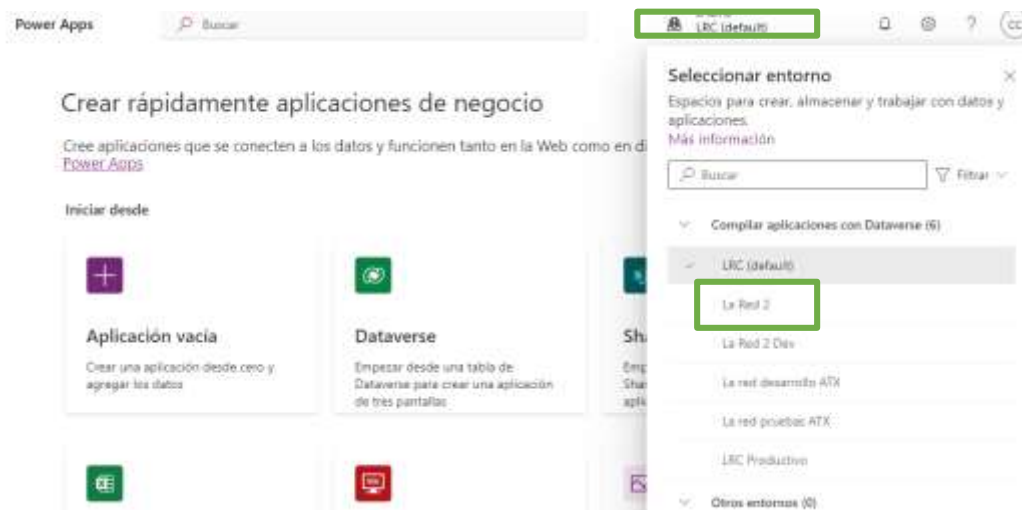 Power Apps
Buscar
LRC (default)
?
Seleccionar entorno
Espacios para crear, almacenar y trabajar con datos y
aplicaciones.
Más información
Buscar
Filtrar
Compilar aplicaciones con Dataverse (6)
LRC (default)
La Red 2
La Red 2 Dev
La red desarrollo ATX
La red pruebas ATX
LRC Productivo
Otros entornos (0)
Crear rápidamente aplicaciones de negocio
Cree aplicaciones que se conecten a los datos y funcionen tanto en la Web como en di
Power Apps
Iniciar desde
Aplicación vacía
Crear una aplicación desde cero y
agregar los datos
Dataverse
Empezar desde una tabla de
Dataverse para crear una aplicación
de tres pantallas
Sh